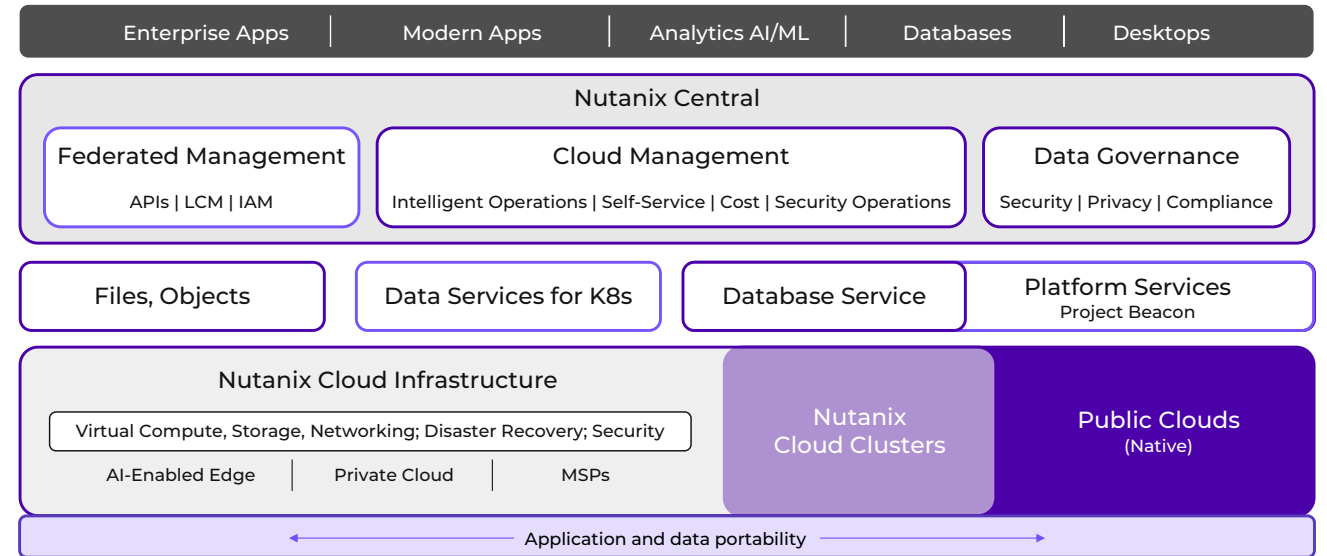 Enterprise Apps
Modern Apps
Analytics AI/ML
Databases
Desktops
Nutanix Central
Federated Management
APIs | LCM | IAM
Cloud Management
Intelligent Operations | Self-Service | Cost | Security Operations
Data Governance
Security | Privacy | Compliance
Files, Objects
Data Services for K8s
Database Service
Platform Services
Project Beacon
Nutanix Cloud Infrastructure
Virtual Compute, Storage, Networking; Disaster Recovery; Security
AI-Enabled Edge
Private Cloud
MSPs
Nutanix
Cloud Clusters
Public Clouds
(Native)
Application and data portability